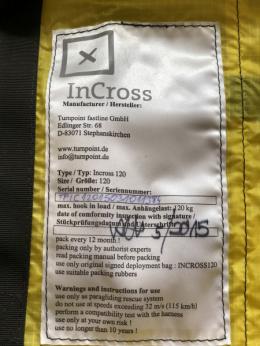 InCross
Manufacturer / Hersteller:
Turnpoint fastline GmbH
Edlinger Str. 68
D-83071 Stephanskirchen
www.turnpoint.de
info@turnpoint.de
Type / Typ: Incross 120
Size / Größe: 120
Serial number / Seriennummer:
max. hook in load / max. Anhängelast: 120 kg
date of conformity inspection with signature /
Stückprüfungsdatum und Unterschrift
3/2015
pack every 12 month !
packing only by authorist experts
read packing manual before packing
use only original signed deployment bag : INCROSS120
use suitable packing rubbers
Warnings and instructions for use
use only as paragliding rescue system
do not use at speeds exceeding 32 m/s (115 km/h)
perform a compatibility test with the harness
use only at your own risk !
use no longer than 10 years !